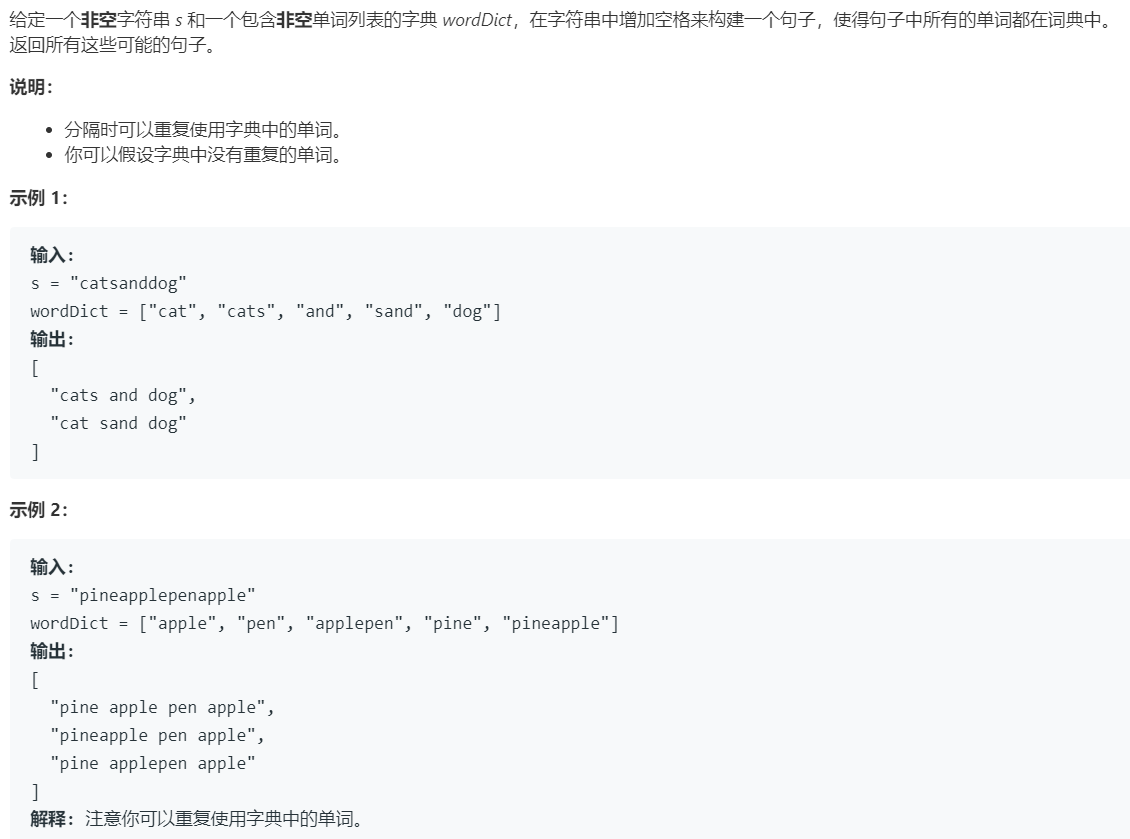 给定一个非空字符串 s 和一个包含非空单词列表的字典 wordDict，在字符串中增加空格来构建一个句子，使得句子中所有的单词都在词典中。
返回所有这些可能的句子。
说明：
• 分隔时可以重复使用字典中的单词。
• 你可以假设字典中没有重复的单词。
示例 1：
输入：
s = "catsanddog"
wordDict = ["cat", "cats", "and", "sand", "dog"]
输出：
[
  "cats and dog",
  "cat sand dog"
]
示例 2：
输入：
s = "pineapplepenapple"
wordDict = ["apple", "pen", "applepen", "pine", "pineapple"]
输出：
[
  "pine apple pen apple",
  "pineapple pen apple",
  "pine applepen apple"
]
解释：注意你可以重复使用字典中的单词。